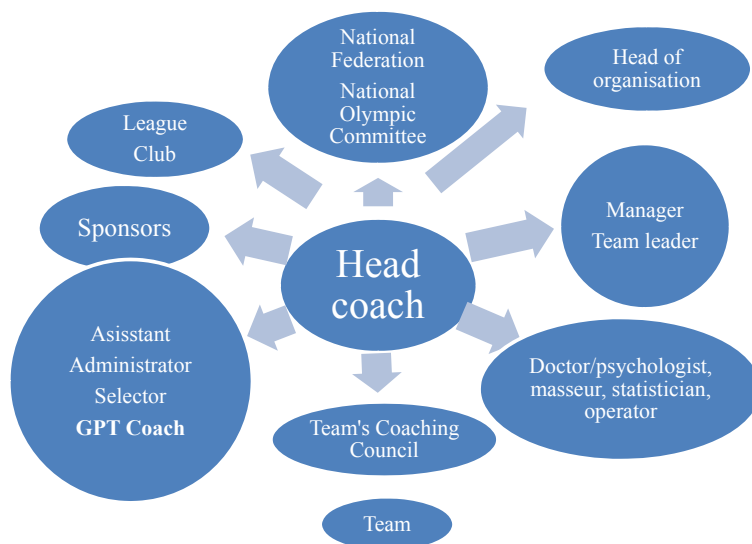 National
Federation
National
Olympic
Committee
Head of
organisation
League
Club
Sponsors
Manager
Team leader
Head
coach
Asisstant
Administrator
Selector
GPT Coach
Doctor/psychologist,
masseur, statistician,
operator
Team's Coaching
Council
Team